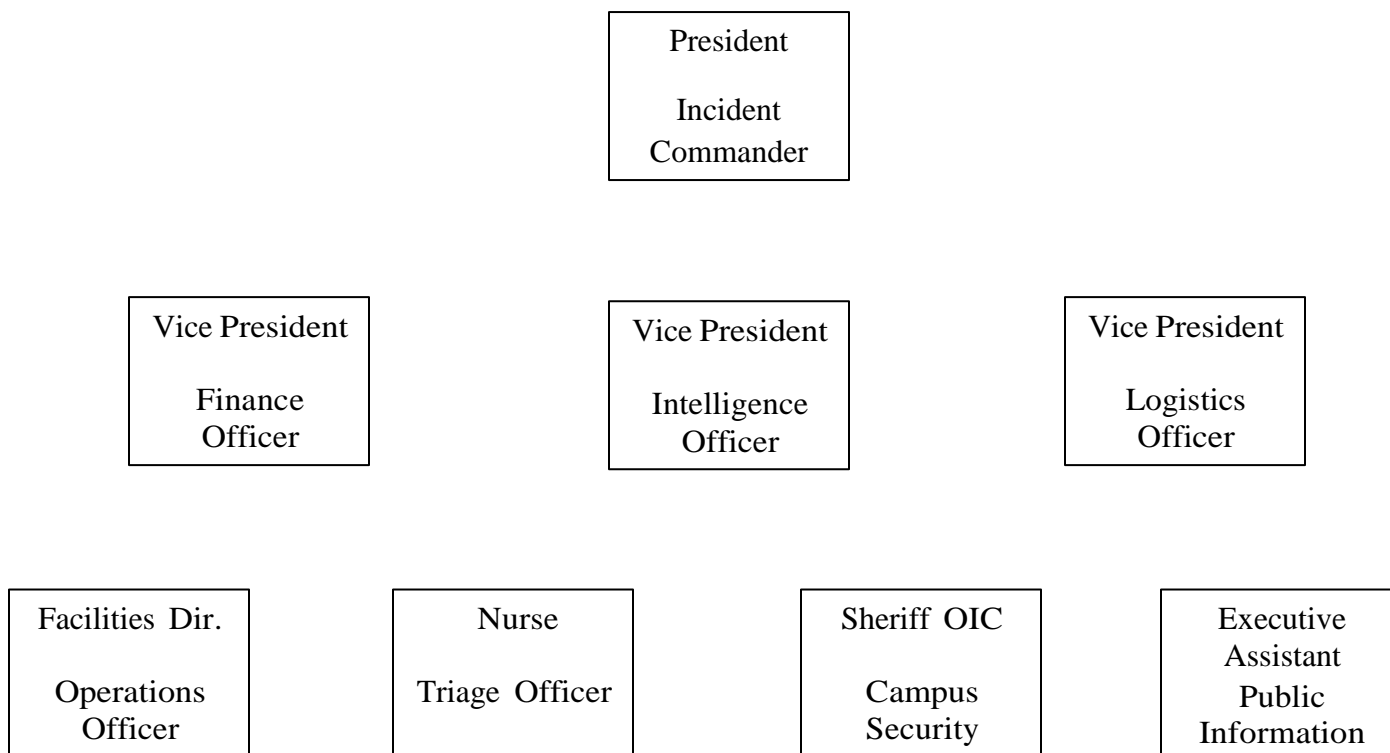 President
Incident
Commander
Vice President
Finance
Officer
Vice President
Intelligence
Officer
Vice President
Logistics
Officer
Facilities Dir.
Operations
Officer
Nurse
Triage Officer
Sheriff OIC
Campus
Security
Executive
Assistant
Public
Information